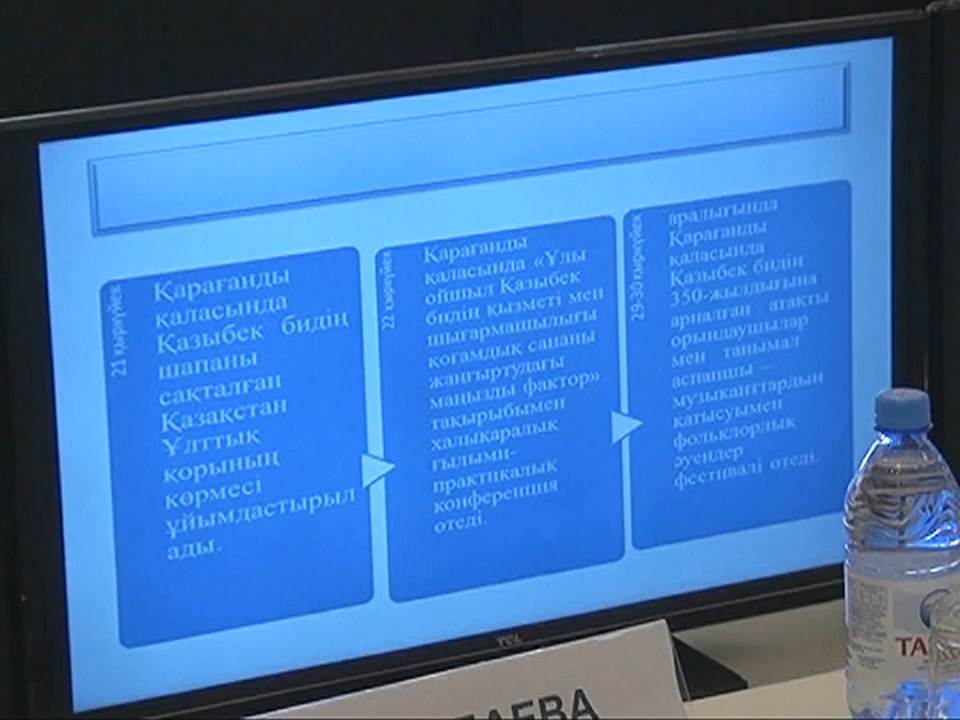 21 қыркүйек
Қарағанды
қаласында
Қазыбек бидің
шапаны
сақталған
Қазақстан
Ұлттық
қорының
көрмесі
ұйымдастырыл
ады.
22 қыркүйек
Қарағанды
қаласында «Ұлы
ойшыл Қазыбек
бидің қызметі мен
шығармашылығы
қоғамдық сананы
жаңғыртудағы
маңызды фактор»
тақырыбымен
халықаралық
ғылыми-
практикалық
конференция
өтеді.
29-30 қыркүйек
аралығында
Қарағанды
қаласында
Қазыбек бидің
350-жылдығына
арналған атақты
орындаушылар
мен танымал
аспапшы –
музыканттардың
қатысуымен
фольклорлық
әуендер
фестивалі өтеді.
TCL
ТАЕВА
TA